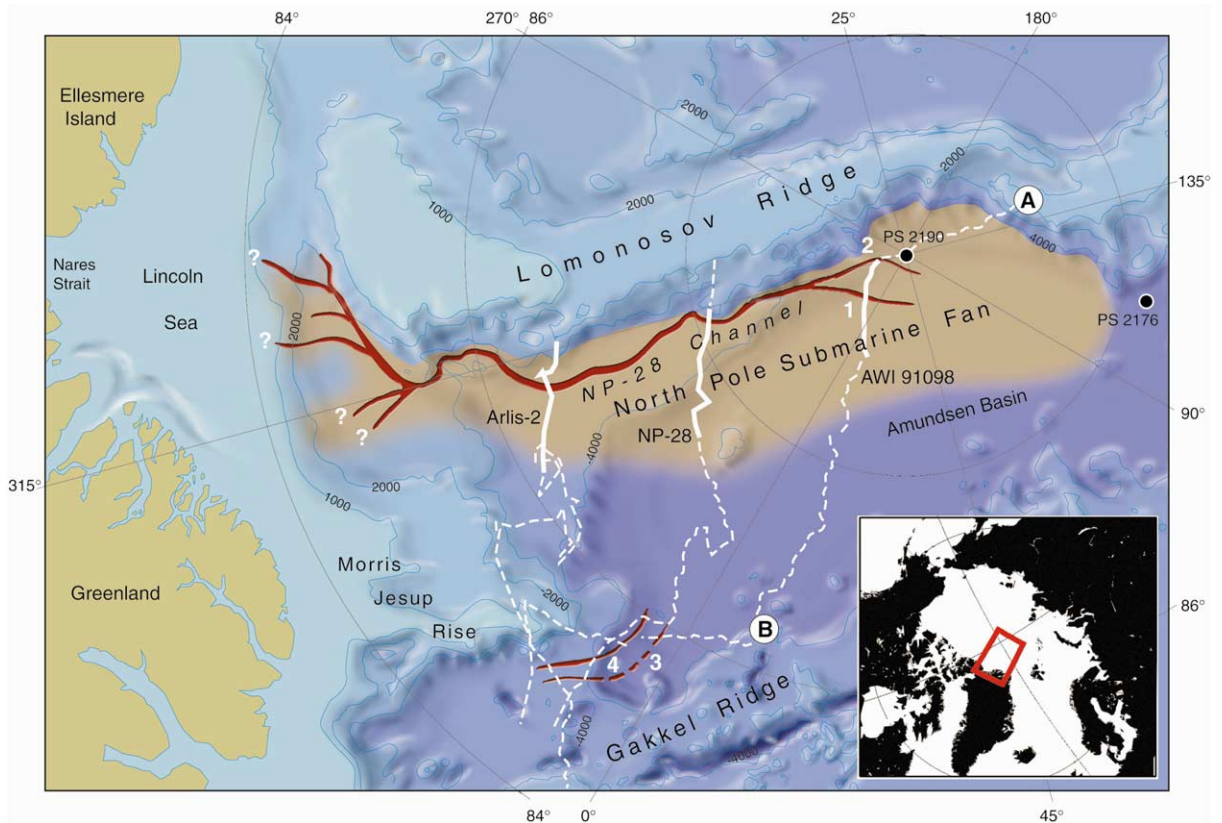 84°
270° 86°
25°
180°
Ellesmere
Island
2000
1000
2000
2000
135°
Lomonosov Ridge
A
PS 2190
4000
2
Nares
Strait
Lincoln
Sea
?
2000
?
1
PS 2176
NP-28 Channel
North Pole Submarine Fan
AWI 91098
Arlis-2
NP-28
Amundsen Basin
90°
?
?
-4000
315°
1000
2000
Morris
Jesup
Rise
Greenland
-2000
B
86°
4
3
Gakkel Ridge
-4000
-4000
84°
0°
45°